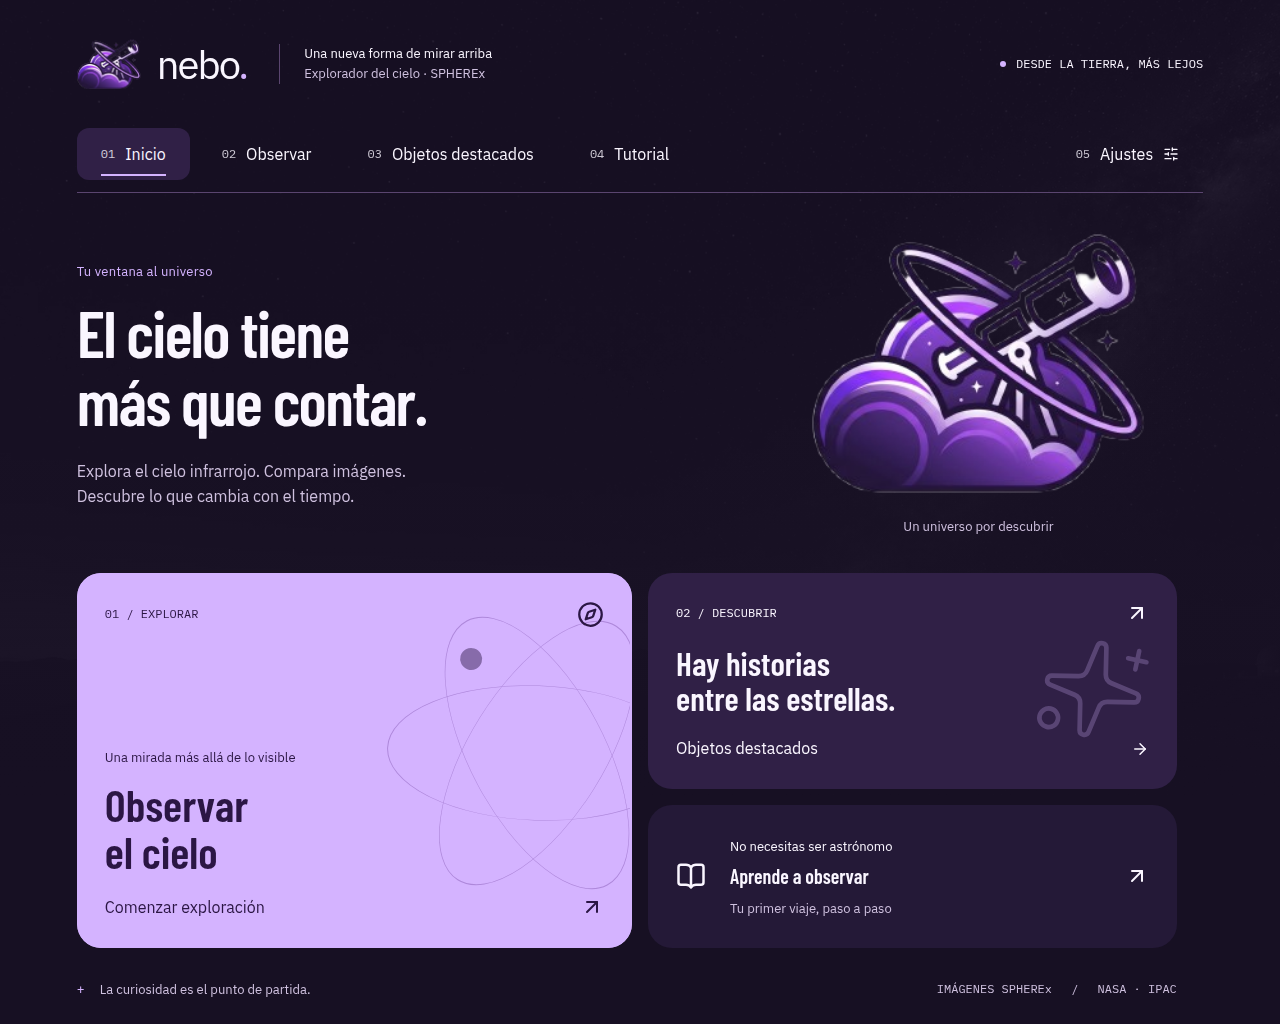 nebo.
Una nueva forma de mirar arriba
Explorador del cielo · SPHEREx
DESDE LA TIERRA, MÁS LEJOS
01 Inicio
02 Observar
03 Objetos destacados
04 Tutorial
05 Ajustes
Tu ventana al universo
El cielo tiene
más que contar.
Explora el cielo infrarrojo. Compara imágenes.
Descubre lo que cambia con el tiempo.
Un universo por descubrir
01 / EXPLORAR
Una mirada más allá de lo visible
Observar
el cielo
Comenzar exploración
02 / DESCUBRIR
Hay historias
entre las estrellas.
Objetos destacados
No necesitas ser astrónomo
Aprende a observar
Tu primer viaje, paso a paso
+ La curiosidad es el punto de partida.
IMÁGENES SPHEREx / NASA · IPAC